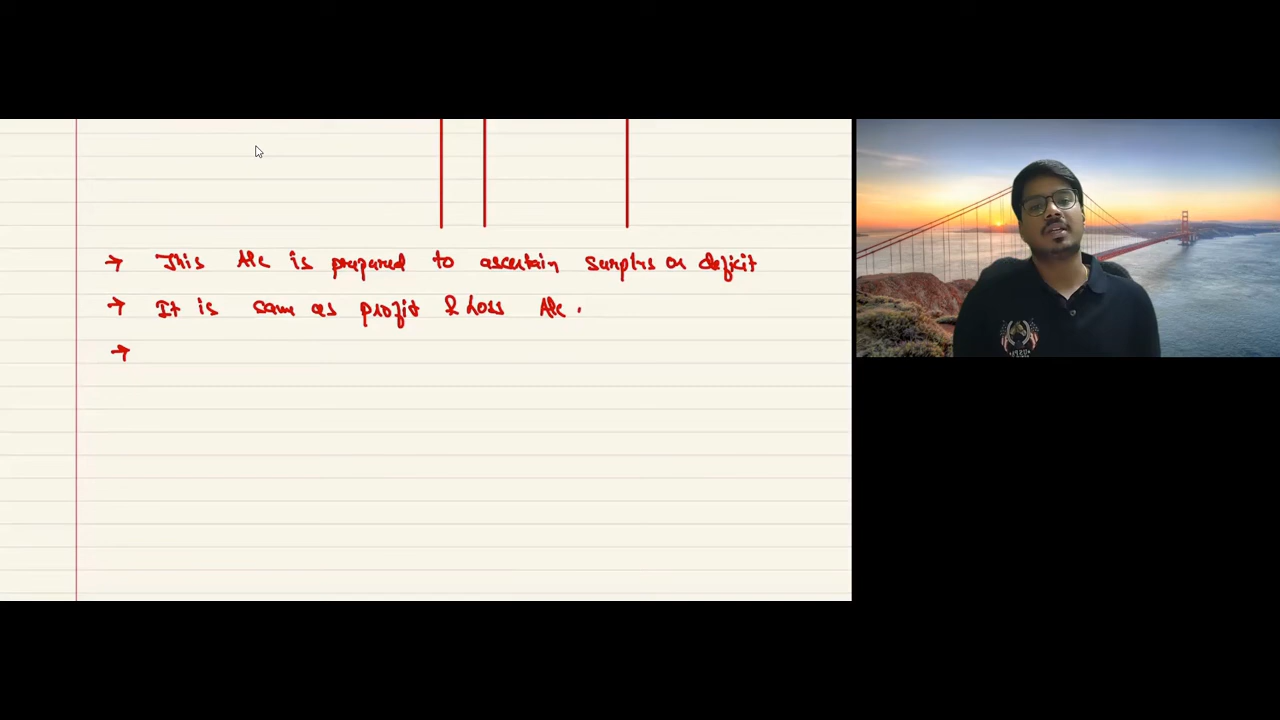 → This A/c is prepared to ascertain surplus or deficit
→ It is same as profit & Loss A/c.
→